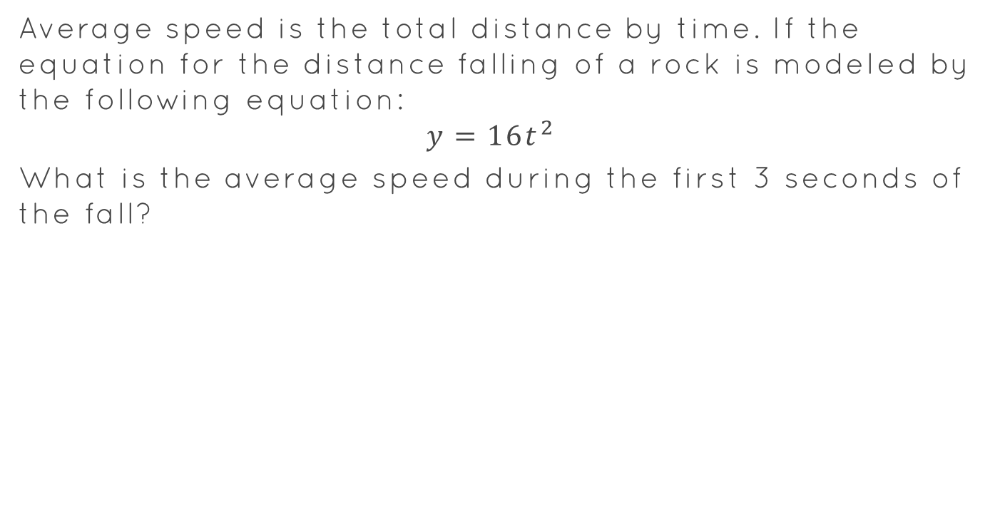 Average speed is the total distance by time. If the
equation for the distance falling of a rock is modeled by
the following equation:
y = 16t²
What is the average speed during the first 3 seconds of
the fall?